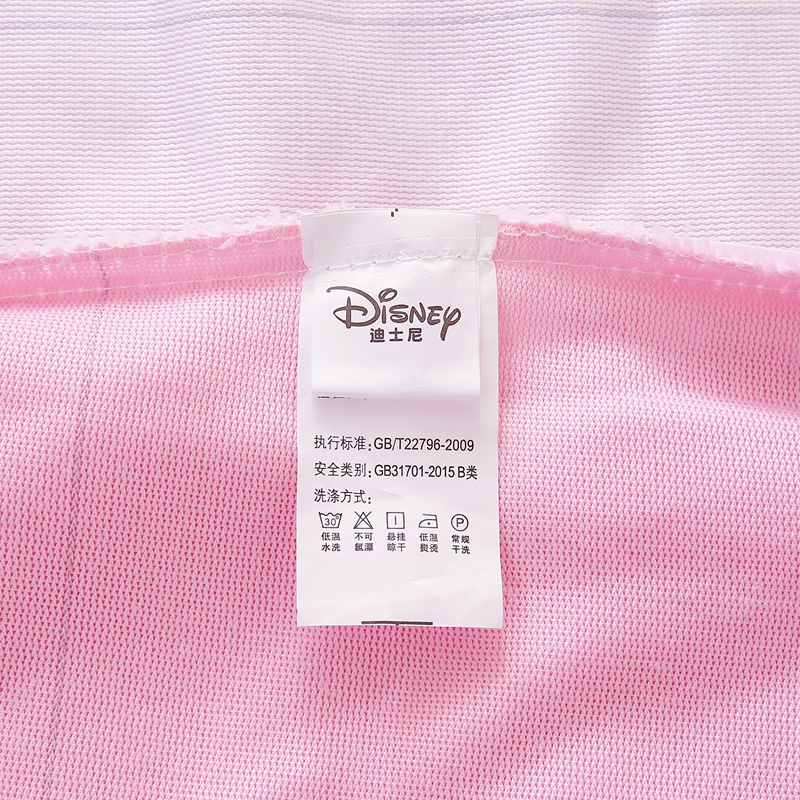 Disney
迪士尼
执行标准:GB/T22796-2009
安全类别:GB31701-2015 B类
洗涤方式:
30 P
低温 不可 悬挂 低温 常规
水洗 氯漂 晾干 熨烫 干洗